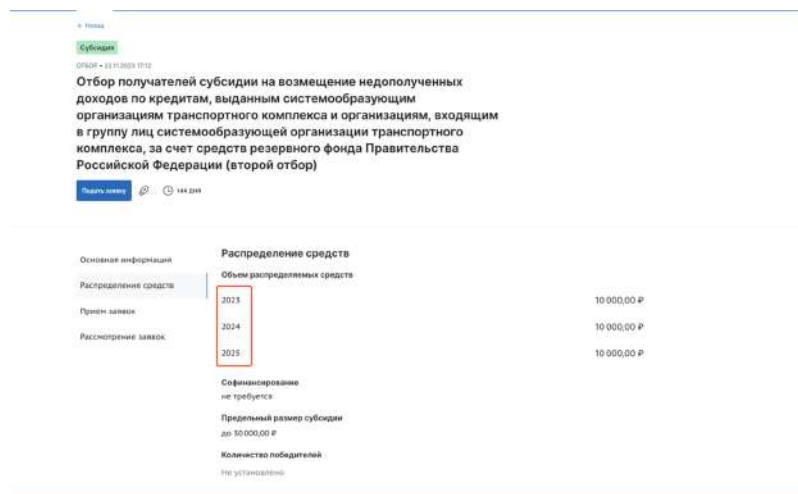 ← Назад
Субсидия
ОТБОР • 22.11.2023 17:12
Отбор получателей субсидии на возмещение недополученных
доходов по кредитам, выданным системообразующим
организациям транспортного комплекса и организациям, входящим
в группу лиц системообразующей организации транспортного
комплекса, за счет средств резервного фонда Правительства
Российской Федерации (второй отбор)
Подать заявку
144 дня
Основная информация
Распределение средств
Прием заявок
Рассмотрение заявок
Распределение средств
Объем распределяемых средств
2023 10 000,00 ₽
2024 10 000,00 ₽
2025 10 000,00 ₽
Софинансирование
не требуется
Предельный размер субсидии
до 30 000,00 ₽
Количество победителей
Не установлено